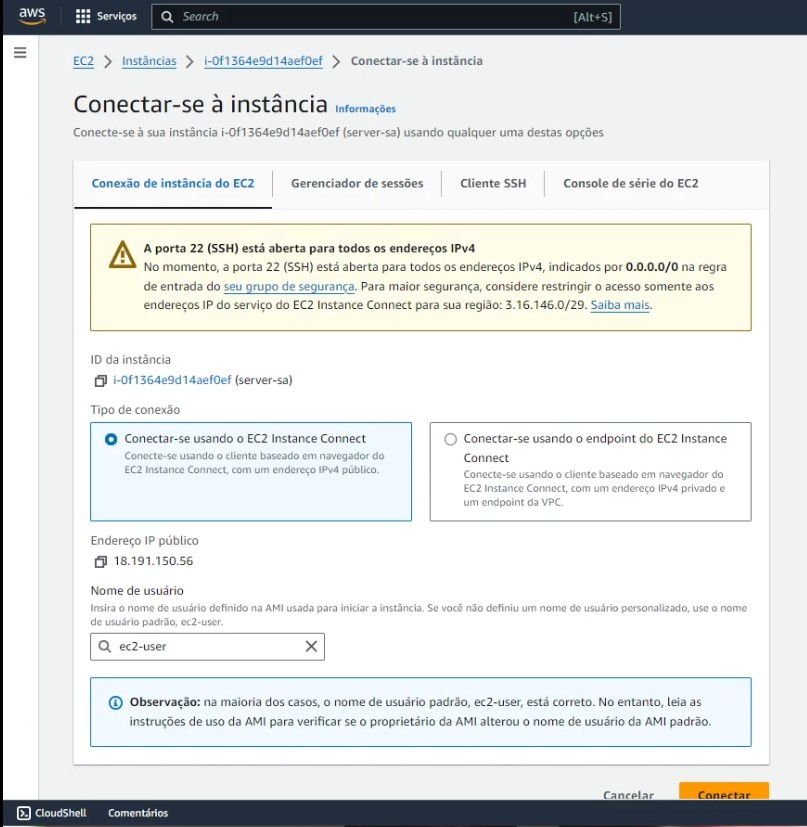 aws
Serviços
Search
[Alt+S]
EC2 > Instâncias > i-0f1364e9d14aef0ef > Conectar-se à instância
Conectar-se à instância Informações
Conecte-se à sua instância i-0f1364e9d14aef0ef (server-sa) usando qualquer uma destas opções
Conexão de instância do EC2
Gerenciador de sessões
Cliente SSH
Console de série do EC2
A porta 22 (SSH) está aberta para todos os endereços IPv4
No momento, a porta 22 (SSH) está aberta para todos os endereços IPv4, indicados por 0.0.0.0/0 na regra
de entrada do seu grupo de segurança. Para maior segurança, considere restringir o acesso somente aos
endereços IP do serviço do EC2 Instance Connect para sua região: 3.16.146.0/29. Saiba mais.
ID da instância
i-0f1364e9d14aef0ef (server-sa)
Tipo de conexão
Conectar-se usando o EC2 Instance Connect
Conecte-se usando o cliente baseado em navegador do
EC2 Instance Connect, com um endereço IPv4 público.
Conectar-se usando o endpoint do EC2 Instance
Connect
Conecte-se usando o cliente baseado em navegador do
EC2 Instance Connect, com um endereço IPv4 privado e
um endpoint da VPC.
Endereço IP público
18.191.150.56
Nome de usuário
Insira o nome de usuário definido na AMI usada para iniciar a instância. Se você não definiu um nome de usuário personalizado, use o nome
de usuário padrão, ec2-user.
ec2-user
Observação: na maioria dos casos, o nome de usuário padrão, ec2-user, está correto. No entanto, leia as
instruções de uso da AMI para verificar se o proprietário da AMI alterou o nome de usuário da AMI padrão.
Cancelar
Conectar
CloudShell
Comentários